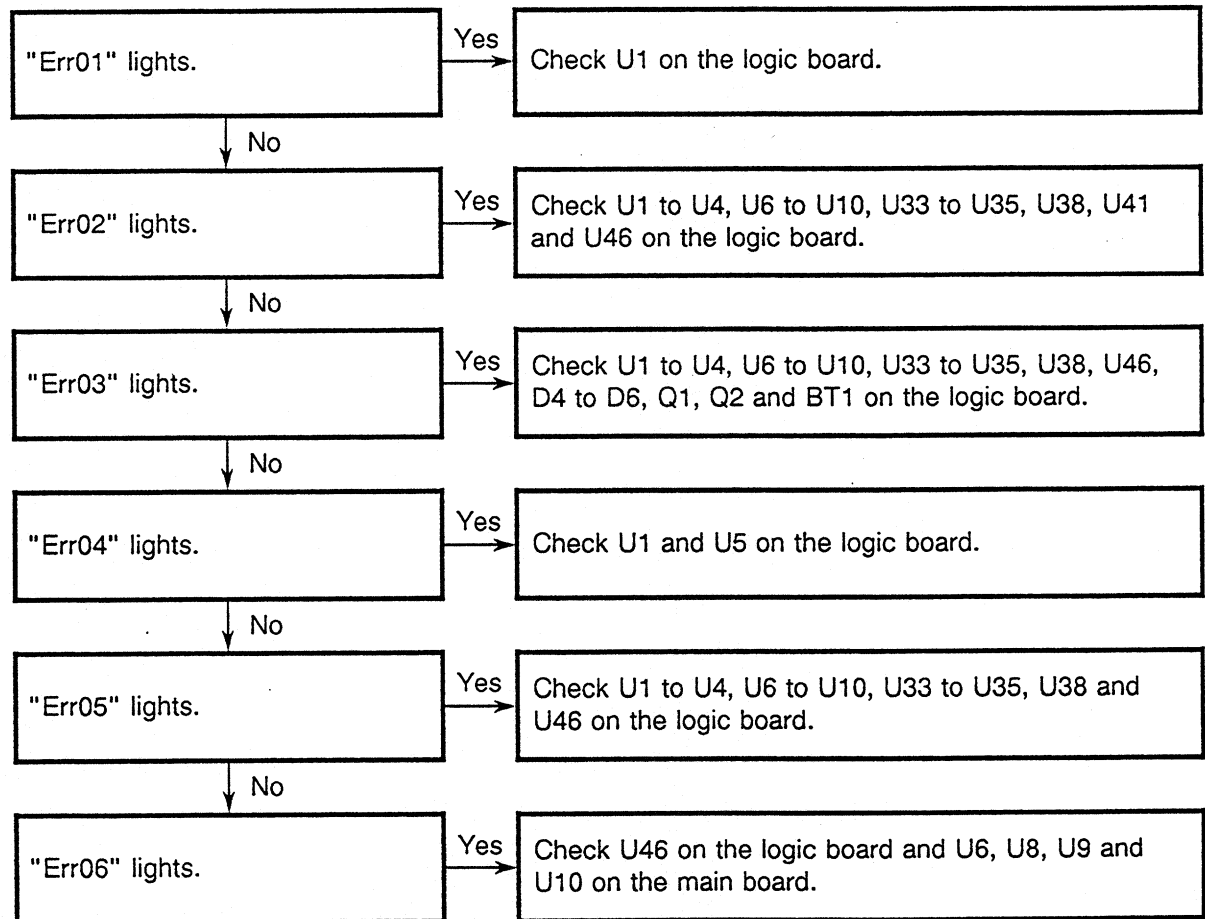 "Err01" lights.
Yes
Check U1 on the logic board.
No
"Err02" lights.
Yes
Check U1 to U4, U6 to U10, U33 to U35, U38, U41
and U46 on the logic board.
No
"Err03" lights.
Yes
Check U1 to U4, U6 to U10, U33 to U35, U38, U46,
D4 to D6, Q1, Q2 and BT1 on the logic board.
No
"Err04" lights.
Yes
Check U1 and U5 on the logic board.
No
"Err05" lights.
Yes
Check U1 to U4, U6 to U10, U33 to U35, U38 and
U46 on the logic board.
No
"Err06" lights.
Yes
Check U46 on the logic board and U6, U8, U9 and
U10 on the main board.